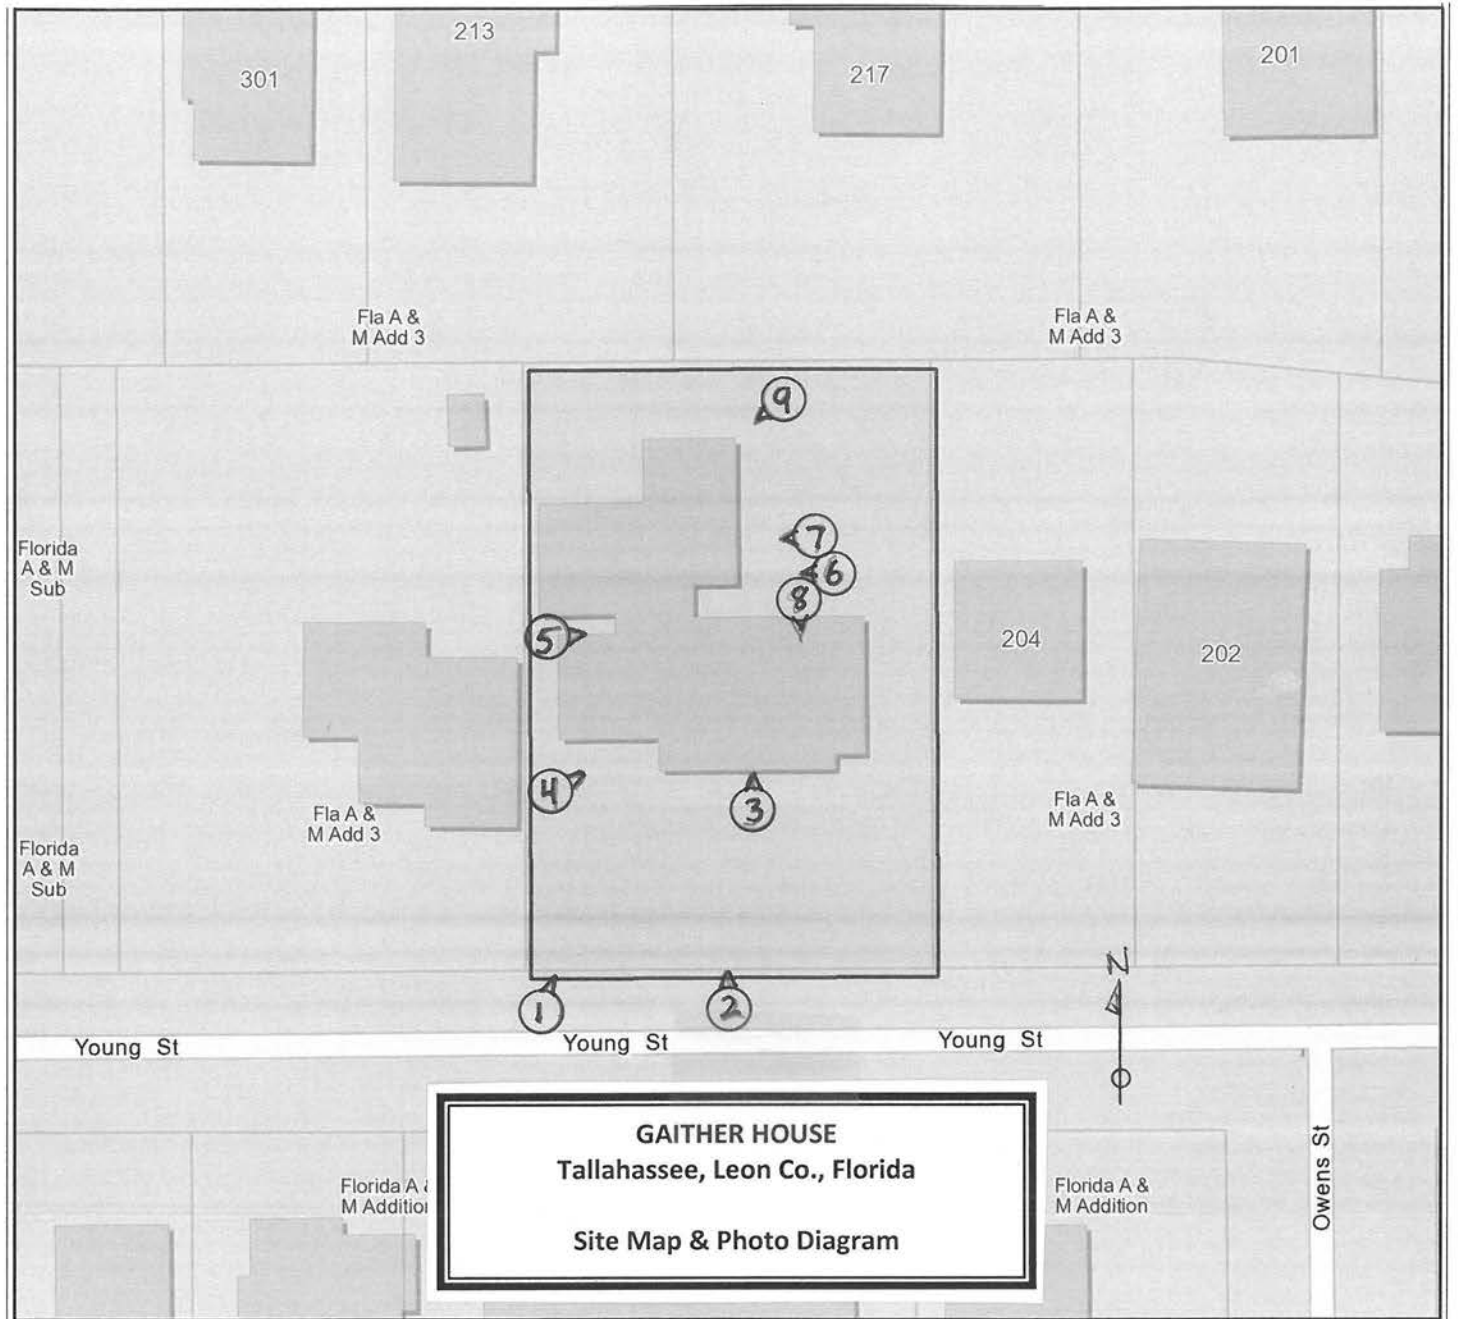 213
301
217
201
Fla A &
M Add 3
Fla A &
M Add 3
9
Florida
A & M
Sub
7
6
8
5
204
202
4
3
Fla A &
M Add 3
Fla A &
M Add 3
Florida
A & M
Sub
N
1
2
Young St
Young St
Young St
GAITHER HOUSE
Tallahassee, Leon Co., Florida
Site Map & Photo Diagram
Florida A &
M Addition
Florida A &
M Addition
Owens St